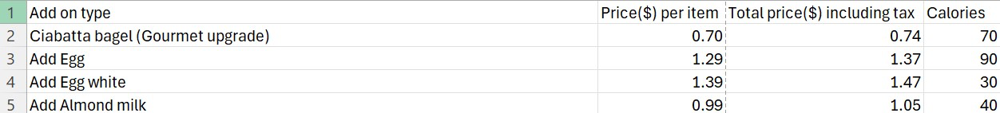 1 Add on type Price($) per item Total price($) including tax Calories
2 Ciabatta bagel (Gourmet upgrade) 0.70 0.74 70
3 Add Egg 1.29 1.37 90
4 Add Egg white 1.39 1.47 30
5 Add Almond milk 0.99 1.05 40